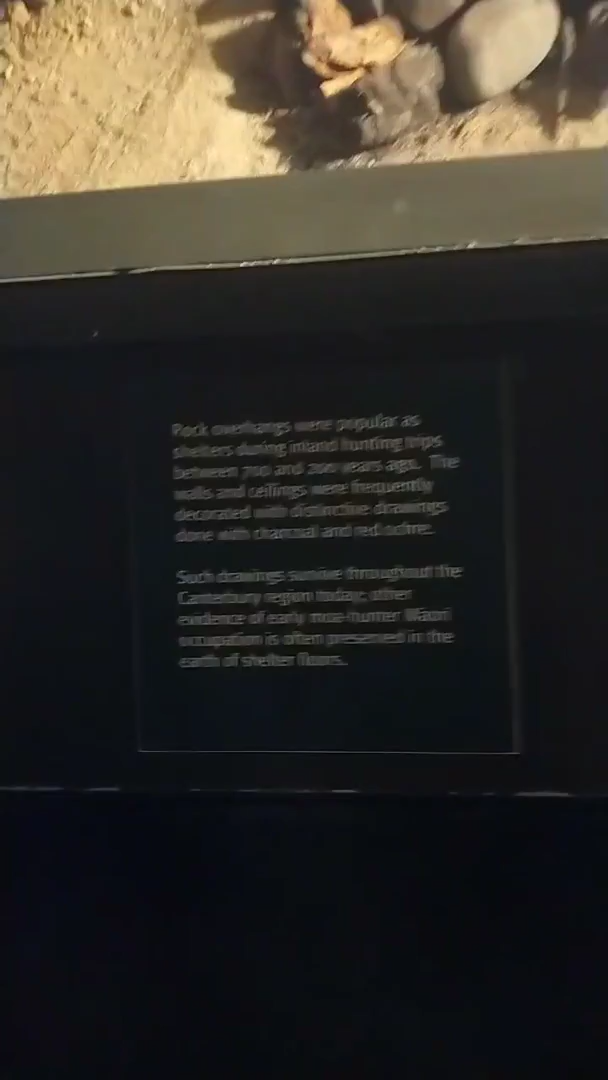 Rock overhangs were popular as
shelters during inland hunting trips
between 700 and 200 years ago. The
walls and ceilings were frequently
decorated with distinctive drawings
done with charcoal and red ochre.
Such drawings survive throughout the
Canterbury region today; other
evidence of early moa-hunter Māori
occupation is often preserved in the
earth of shelter floors.